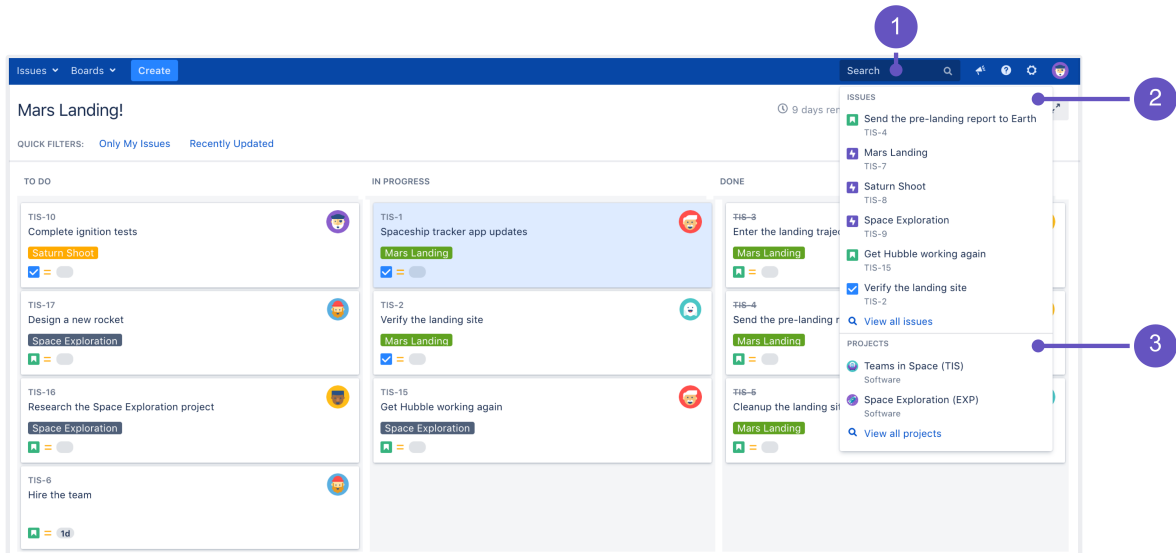 1
Issues Boards Create Search
2
Mars Landing!
9 days rem
QUICK FILTERS: Only My Issues Recently Updated
TO DO
TIS-10
Complete ignition tests
Saturn Shoot
TIS-17
Design a new rocket
Space Exploration
TIS-16
Research the Space Exploration project
Space Exploration
TIS-6
Hire the team
1d
IN PROGRESS
TIS-1
Spaceship tracker app updates
Mars Landing
TIS-2
Verify the landing site
Mars Landing
TIS-15
Get Hubble working again
Space Exploration
DONE
TIS-3
Enter the landing trajec
Mars Landing
TIS-4
Send the pre-landing r
Mars Landing
TIS-5
Cleanup the landing sit
Mars Landing
ISSUES
Send the pre-landing report to Earth
TIS-4
Mars Landing
TIS-7
Saturn Shoot
TIS-8
Space Exploration
TIS-9
Get Hubble working again
TIS-15
Verify the landing site
TIS-2
View all issues
PROJECTS
3
Teams in Space (TIS)
Software
Space Exploration (EXP)
Software
View all projects